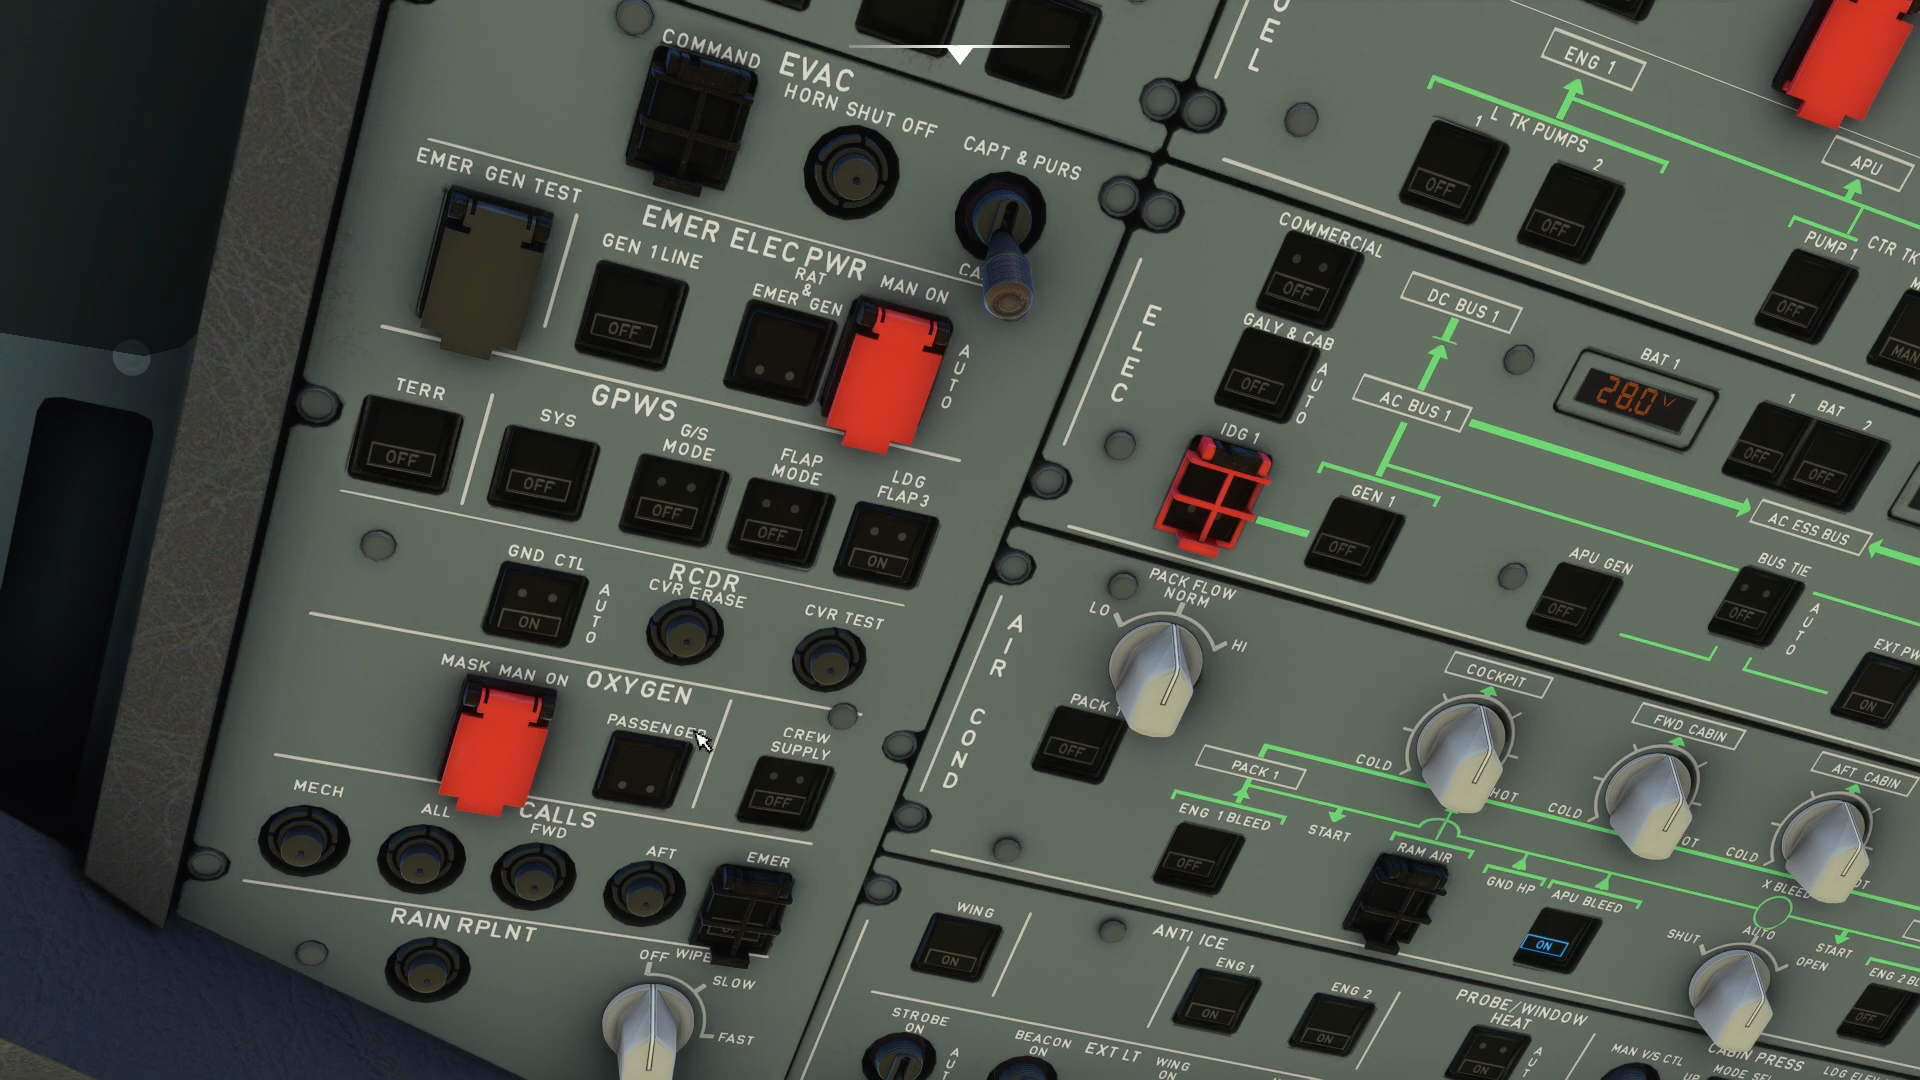 COMMAND
EVAC
HORN SHUT OFF
CAPT & PURS
EMER GEN TEST
EMER ELEC PWR
GEN 1 LINE
OFF
RAT
&
EMER GEN
MAN ON
AUTO
TERR
OFF
GPWS
SYS
OFF
G/S
MODE
OFF
FLAP
MODE
OFF
LDG
FLAP 3
ON
GND CTL
ON
AUTO
RCDR
CVR ERASE
CVR TEST
MASK MAN ON
OXYGEN
PASSENGER
CREW
SUPPLY
OFF
MECH
CALLS
ALL
FWD
AFT
EMER
RAIN RPLNT
OFF
SLOW
FAST
ENG 1
L TK PUMPS
1
2
OFF
OFF
APU
PUMP 1
OFF
CTR TK
ELEC
COMMERCIAL
OFF
GALY & CAB
OFF
AUTO
DC BUS 1
AC BUS 1
IDG 1
GEN 1
OFF
BAT 1
28.0 V
1
BAT
2
OFF
OFF
AC ESS BUS
APU GEN
OFF
BUS TIE
AUTO
OFF
EXT PW
ON
AIR COND
PACK FLOW
LO
NORM
HI
PACK 1
OFF
PACK 1
ENG 1 BLEED
OFF
START
COCKPIT
COLD
HOT
FWD CABIN
COLD
AFT CABIN
COLD
RAM AIR
GND HP
APU BLEED
ON
X BLEED
SHUT
AUTO
OPEN
START
ENG 2 BL
OFF
ANTI ICE
WING
ON
ENG 1
ON
ENG 2
ON
PROBE/WINDOW
HEAT
STROBE
ON
BEACON
ON
EXT LT
WING
ON
CABIN PRESS
MAN V/S CTL
MODE SEL